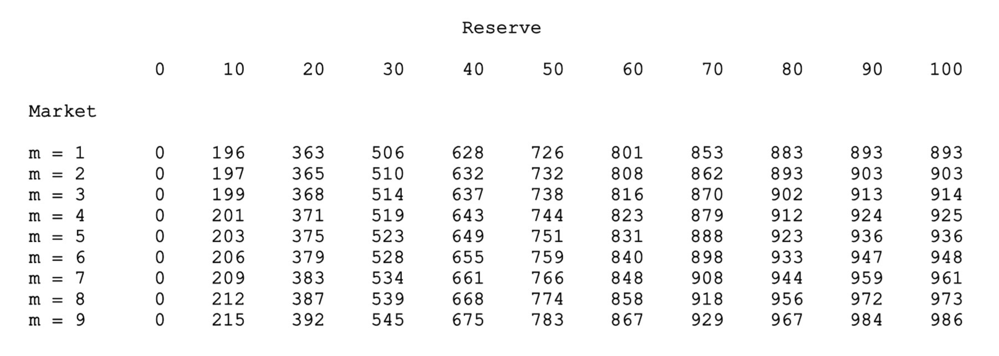 Reserve
0 10 20 30 40 50 60 70 80 90 100
Market
m = 1 0 196 363 506 628 726 801 853 883 893 893
m = 2 0 197 365 510 632 732 808 862 893 903 903
m = 3 0 199 368 514 637 738 816 870 902 913 914
m = 4 0 201 371 519 643 744 823 879 912 924 925
m = 5 0 203 375 523 649 751 831 888 923 936 936
m = 6 0 206 379 528 655 759 840 898 933 947 948
m = 7 0 209 383 534 661 766 848 908 944 959 961
m = 8 0 212 387 539 668 774 858 918 956 972 973
m = 9 0 215 392 545 675 783 867 929 967 984 986